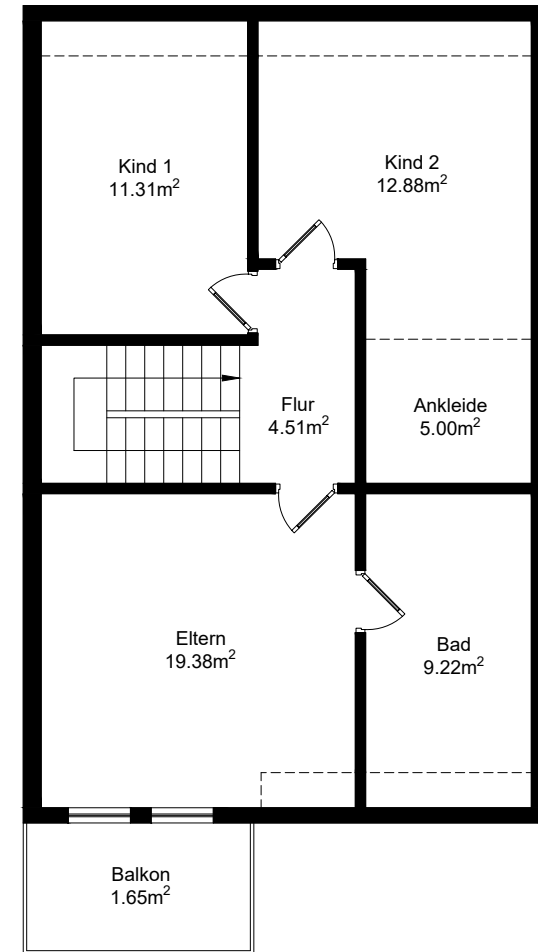 Kind 1
11.31m²
Kind 2
12.88m²
Flur
4.51m²
Ankleide
5.00m²
Eltern
19.38m²
Bad
9.22m²
Balkon
1.65m²